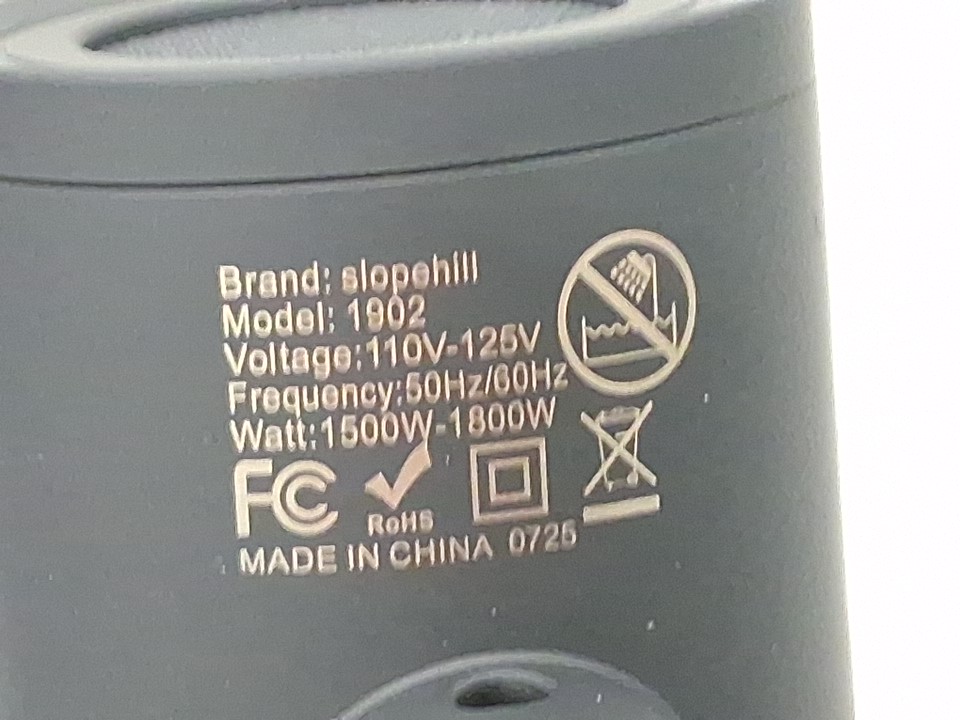 Brand: slopehill
Model: 1902
Voltage:110V-125V
Frequency:50Hz/60Hz
Watt:1500W-1800W
FC
RoHS
MADE IN CHINA 0725